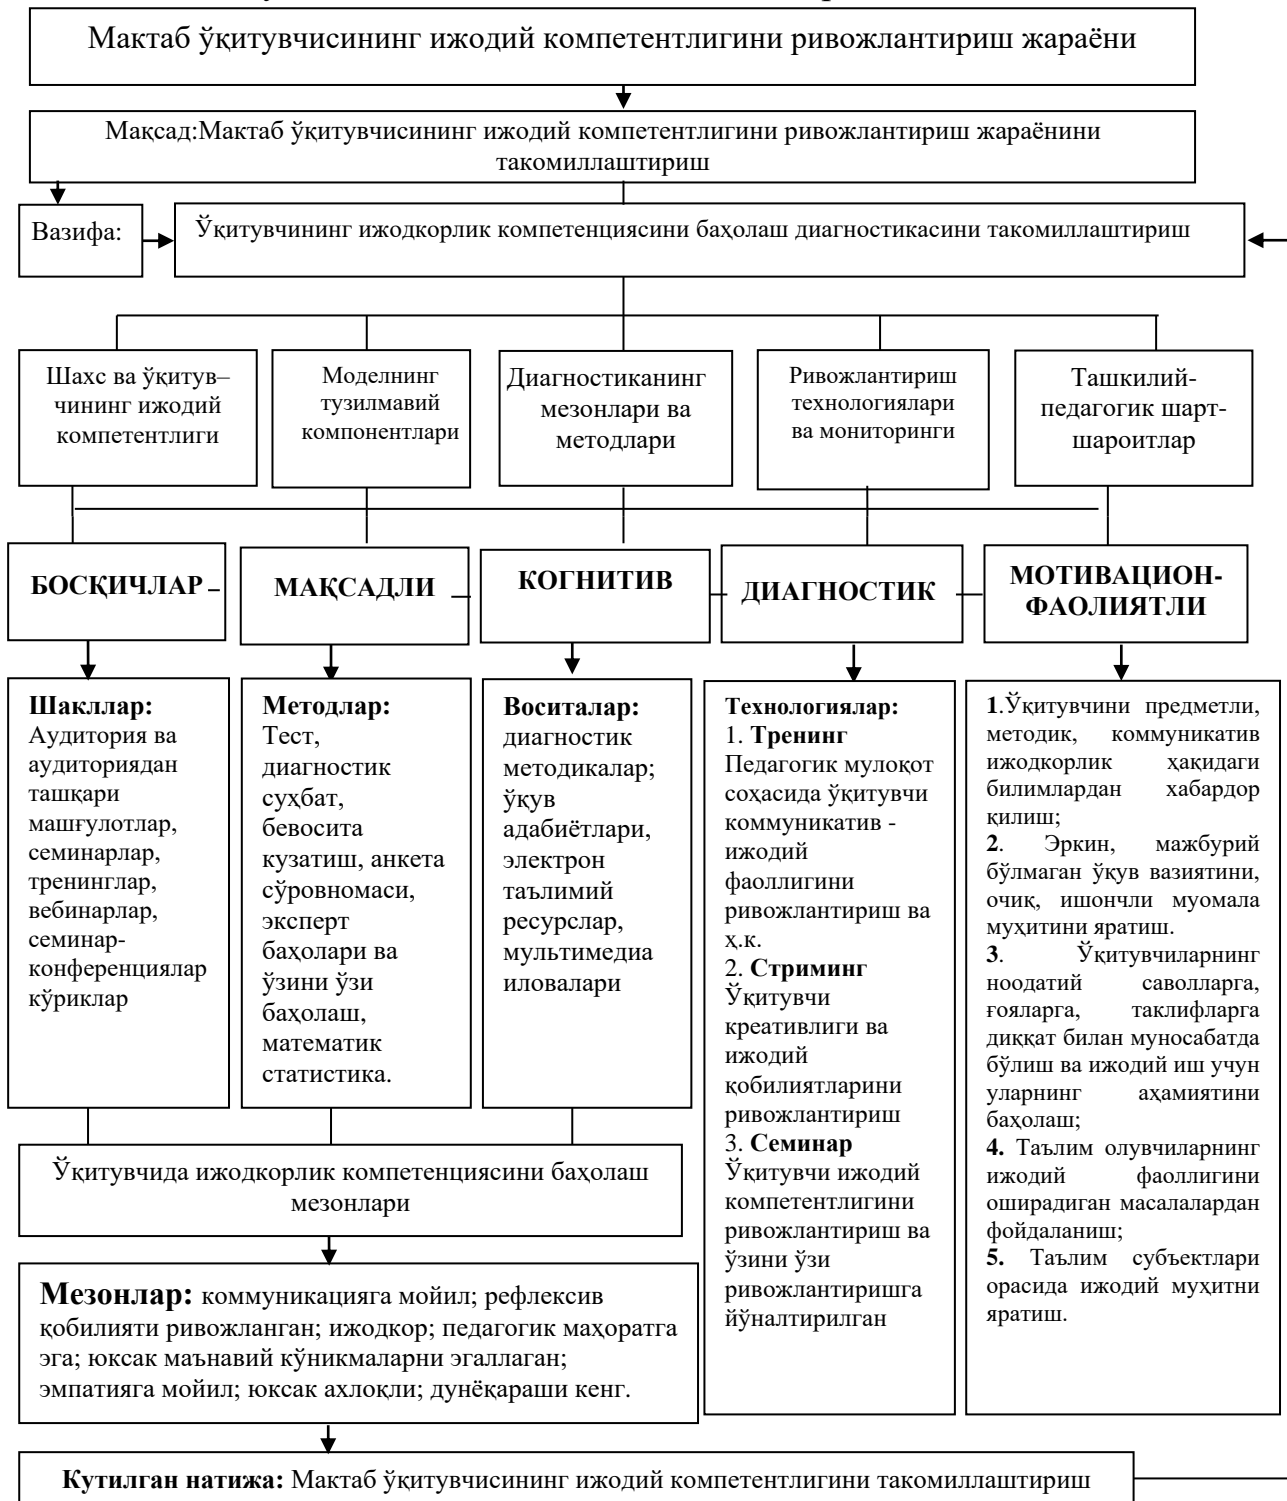 Мактаб ўқитувчисининг ижодий компетентлигини ривожлантириш жараёни
Мақсад:Мактаб ўқитувчисининг ижодий компетентлигини ривожлантириш жараёнини
такомиллаштириш
Вазифа:
Ўқитувчининг ижодкорлик компетенциясини баҳолаш диагностикасини такомиллаштириш
Шахс ва ўқитув–
чининг ижодий
компетентлиги
Моделнинг
тузилмавий
компонентлари
Диагностиканинг
мезонлари ва
методлари
Ривожлантириш
технологиялари
ва мониторинги
Ташкилий-
педагогик шарт-
шароитлар
БОСҚИЧЛАР
МАҚСАДЛИ
КОГНИТИВ
ДИАГНОСТИК
МОТИВАЦИОН-
ФАОЛИЯТЛИ
Шакллар:
Аудитория ва
аудиториядан
ташқари
машғулотлар,
семинарлар,
тренинглар,
вебинарлар,
семинар-
конференциялар
кўриклар
Методлар:
Тест,
диагностик
суҳбат,
бевосита
кузатиш, анкета
сўровномаси,
эксперт
баҳолари ва
ўзини ўзи
баҳолаш,
математик
статистика.
Воситалар:
диагностик
методикалар;
ўқув
адабиётлари,
электрон
таълимий
ресурслар,
мультимедиа
иловалари
Технологиялар:
1. Тренинг
Педагогик мулоқот
соҳасида ўқитувчи
коммуникатив -
ижодий
фаоллигини
ривожлантириш ва
ҳ.к.
2. Стриминг
Ўқитувчи
креативлиги ва
ижодий
қобилиятларини
ривожлантириш
3. Семинар
Ўқитувчи ижодий
компетентлигини
ривожлантириш ва
ўзини ўзи
ривожлантиришга
йўналтирилган
1.Ўқитувчини предметли,
методик, коммуникатив
ижодкорлик ҳақидаги
билимлардан хабардор
қилиш;
2. Эркин, мажбурий
бўлмаган ўқув вазиятини,
очиқ, ишончли муомала
муҳитини яратиш.
3. Ўқитувчиларнинг
ноодатий саволларга,
ғояларга, таклифларга
диққат билан муносабатда
бўлиш ва ижодий иш учун
уларнинг аҳамиятини
баҳолаш;
4. Таълим олувчиларнинг
ижодий фаоллигини
оширадиган масалалардан
фойдаланиш;
5. Таълим субъектлари
орасида ижодий муҳитни
яратиш.
Ўқитувчида ижодкорлик компетенциясини баҳолаш
мезонлари
Мезонлар: коммуникацияга мойил; рефлексив
қобилияти ривожланган; ижодкор; педагогик маҳоратга
эга; юксак маънавий кўникмаларни эгаллаган;
эмпатияга мойил; юксак ахлоқли; дунёқараши кенг.
Кутилган натижа: Мактаб ўқитувчисининг ижодий компетентлигини такомиллаштириш